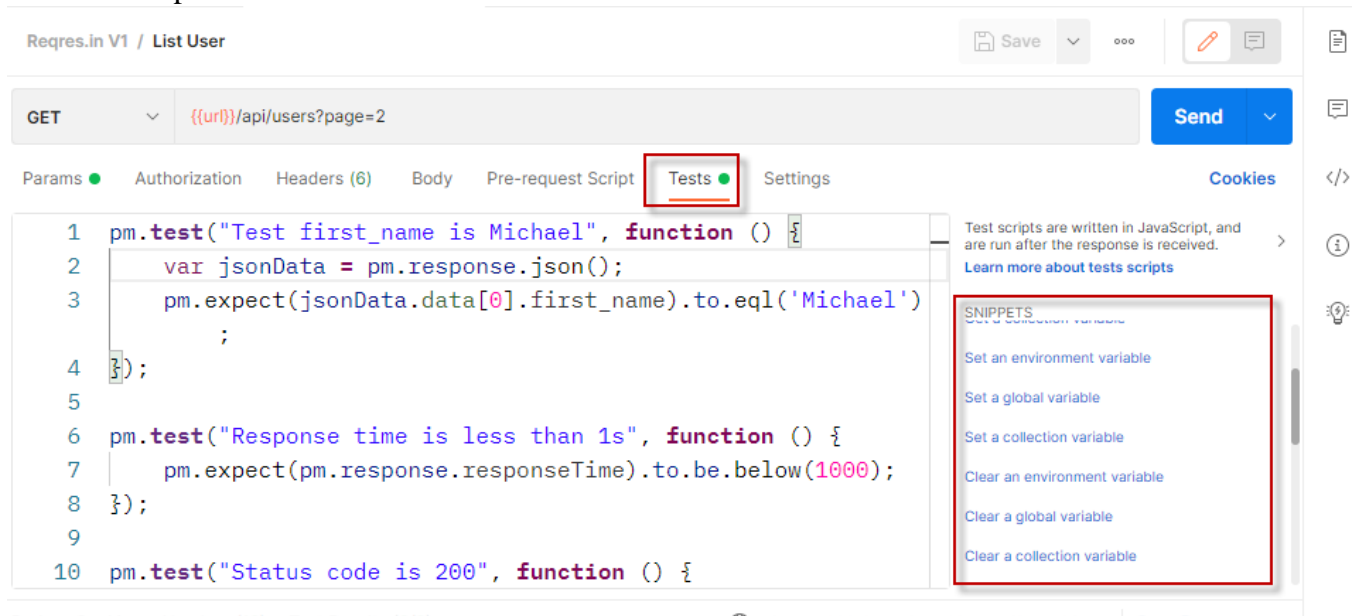 Reqres.in V1 / List User
Save
GET
{{url}}/api/users?page=2
Send
Params
Authorization
Headers (6)
Body
Pre-request Script
Tests
Settings
Cookies
1 pm.test("Test first_name is Michael", function () {
2 var jsonData = pm.response.json();
3 pm.expect(jsonData.data[0].first_name).to.eql('Michael')
;
4 });
5
6 pm.test("Response time is less than 1s", function () {
7 pm.expect(pm.response.responseTime).to.be.below(1000);
8 });
9
10 pm.test("Status code is 200", function () {
Test scripts are written in JavaScript, and
are run after the response is received.
Learn more about tests scripts
SNIPPETS
Set an environment variable
Set a global variable
Set a collection variable
Clear an environment variable
Clear a global variable
Clear a collection variable